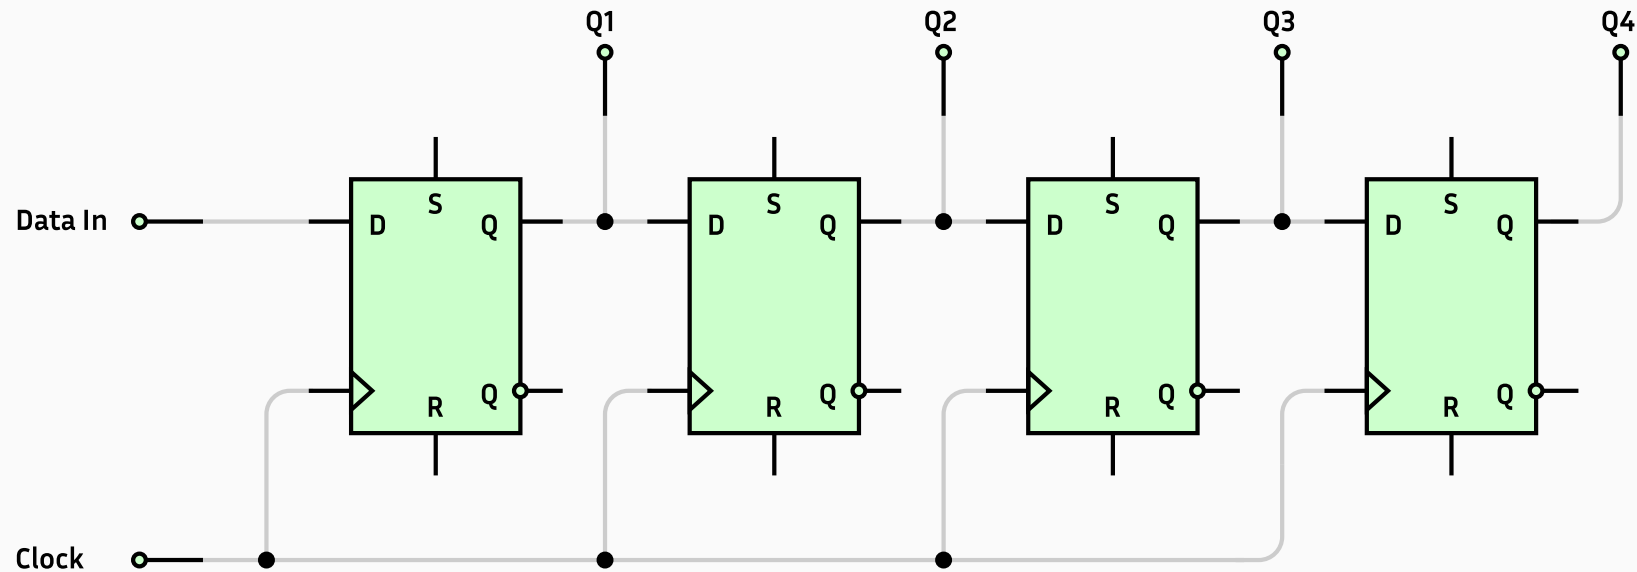 Q1 Q2 Q3 Q4
S S S S
Data In D Q D Q D Q D Q
R Q R Q R Q R Q
Clock